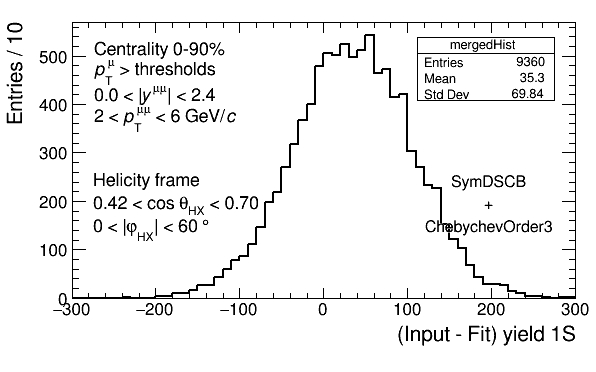 Entries / 10
500
400
300
200
100
0
Centrality 0-90%
p_T^μ > thresholds
0.0 < |y^μμ| < 2.4
2 < p_T^μμ < 6 GeV/c
mergedHist
Entries 9360
Mean 35.3
Std Dev 69.84
Helicity frame
0.42 < cos θ_HX < 0.70
0 < |φ_HX| < 60 °
SymDSCB
+
ChebychevOrder3
−300 −200 −100 0 100 200 300
(Input - Fit) yield 1S